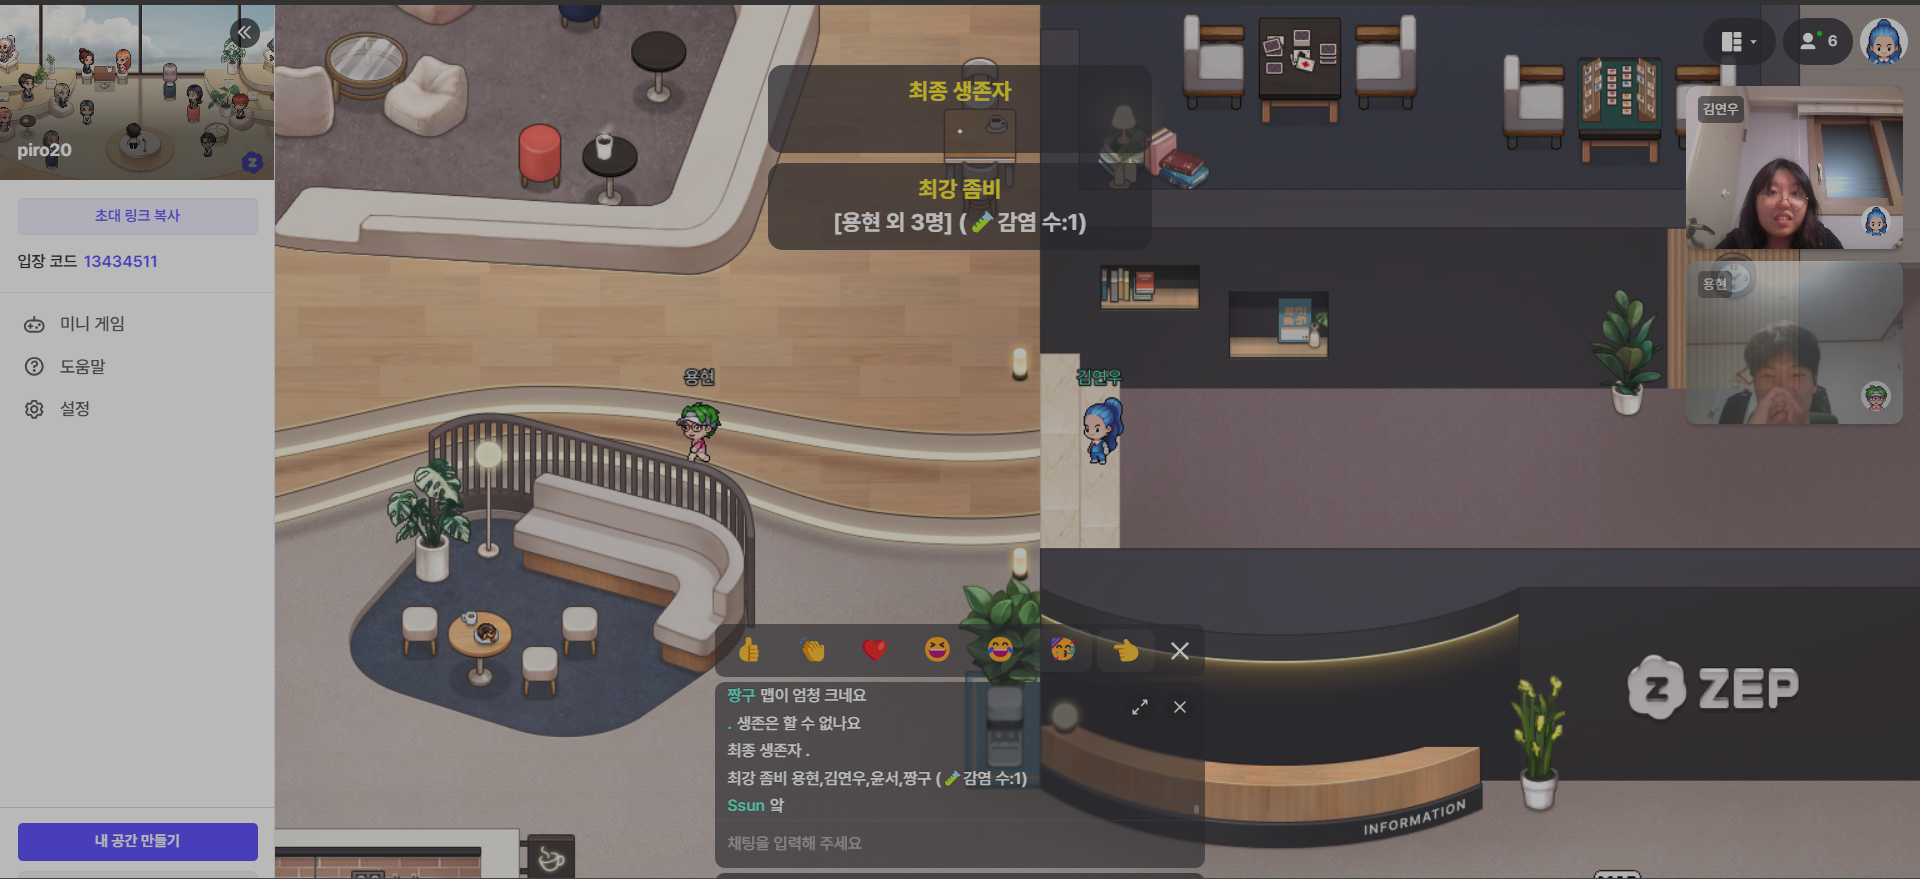 piro20
초대 링크 복사
입장 코드 13434511
미니 게임
도움말
설정
내 공간 만들기
최종 생존자
최강 좀비
[용현 외 3명] ( 감염 수:1)
6
김연우
용현
용현
김연우
ZEP
INFORMATION
짱구 맵이 엄청 크네요
. 생존은 할 수 없나요
최종 생존자 .
최강 좀비 용현,김연우,윤서,짱구 ( 감염 수:1)
Ssun 앜
채팅을 입력해 주세요